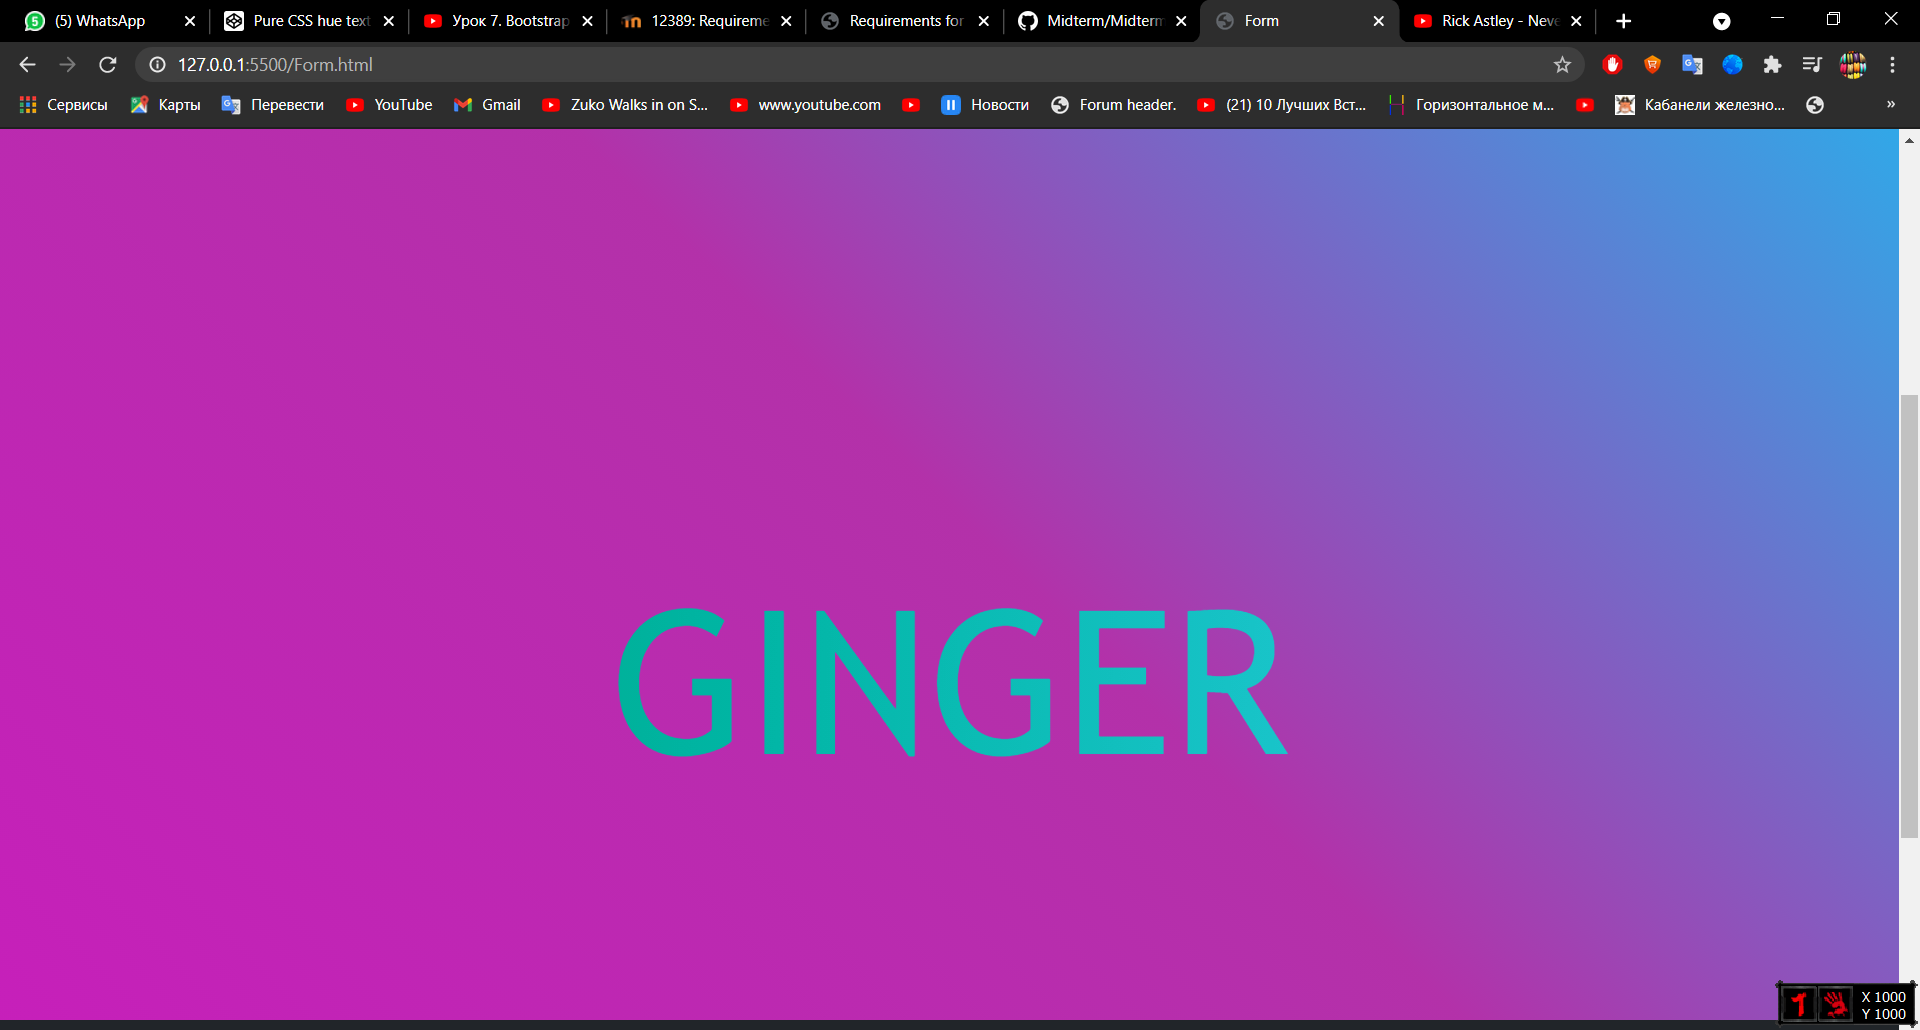 (5) WhatsApp
Pure CSS hue text
Урок 7. Bootstrap
12389: Requireme
Requirements for
Midterm/Midterm
Form
Rick Astley - Neve
127.0.0.1:5500/Form.html
Сервисы
Карты
Перевести
YouTube
Gmail
Zuko Walks in on S...
www.youtube.com
Новости
Forum header.
(21) 10 Лучших Вст...
Горизонтальное м...
Кабанели железно...
»
GINGER
X 1000
Y 1000